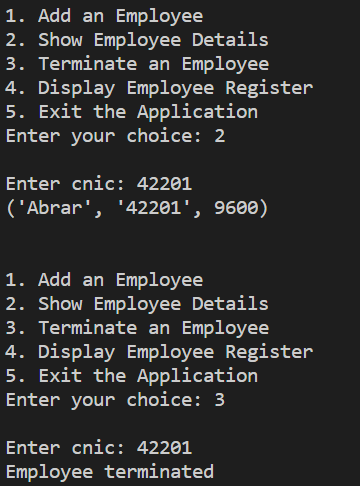 1. Add an Employee
2. Show Employee Details
3. Terminate an Employee
4. Display Employee Register
5. Exit the Application
Enter your choice: 2
Enter cnic: 42201
('Abrar', '42201', 9600)
1. Add an Employee
2. Show Employee Details
3. Terminate an Employee
4. Display Employee Register
5. Exit the Application
Enter your choice: 3
Enter cnic: 42201
Employee terminated